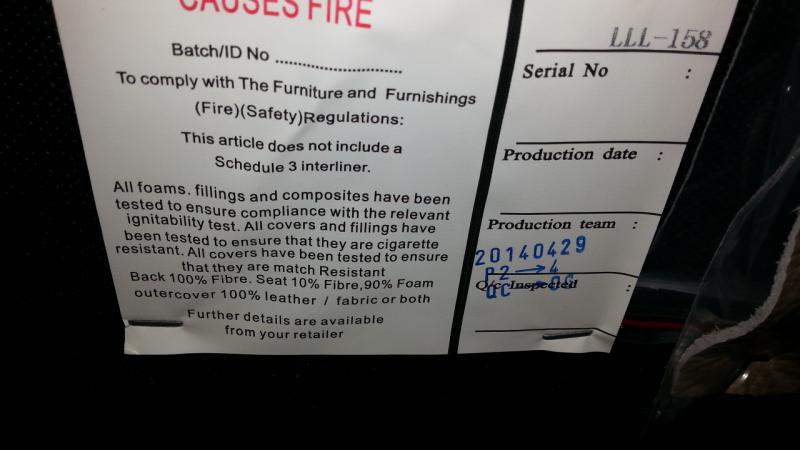 CAUSES FIRE
Batch/ID No ..............................
To comply with The Furniture and Furnishings
(Fire)(Safety)Regulations:
This article does not include a
Schedule 3 interliner.
All foams. fillings and composites have been
tested to ensure compliance with the relevant
ignitability test. All covers and fillings have
been tested to ensure that they are cigarette
resistant. All covers have been tested to ensure
that they are match Resistant
Back 100% Fibre. Seat 10% Fibre,90% Foam
outercover 100% leather / fabric or both
Further details are available
from your retailer
LLL-158
Serial No :
Production date :
Production team :
20140429
P2→4
Q/c Inspected :
QC 06